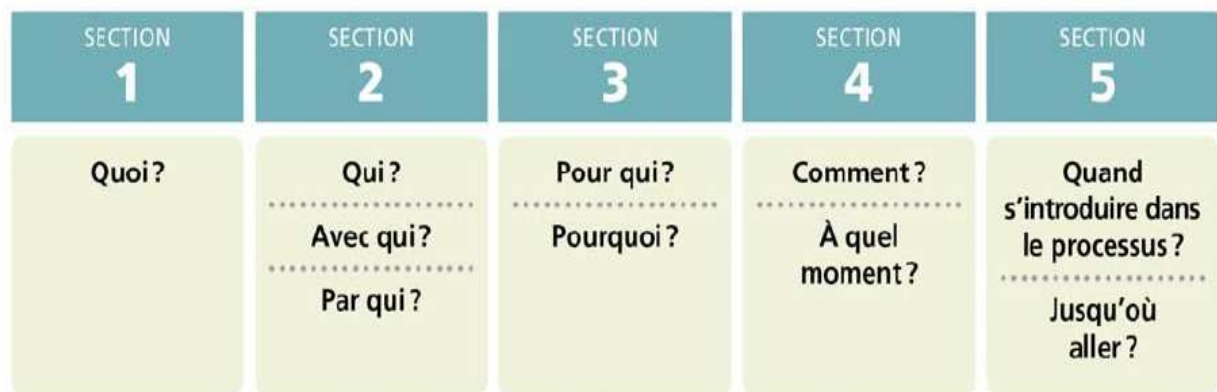 SECTION
1
Quoi ?
SECTION
2
Qui ?
Avec qui ?
Par qui ?
SECTION
3
Pour qui ?
Pourquoi ?
SECTION
4
Comment ?
À quel
moment ?
SECTION
5
Quand
s’introduire dans
le processus ?
Jusqu’où
aller ?